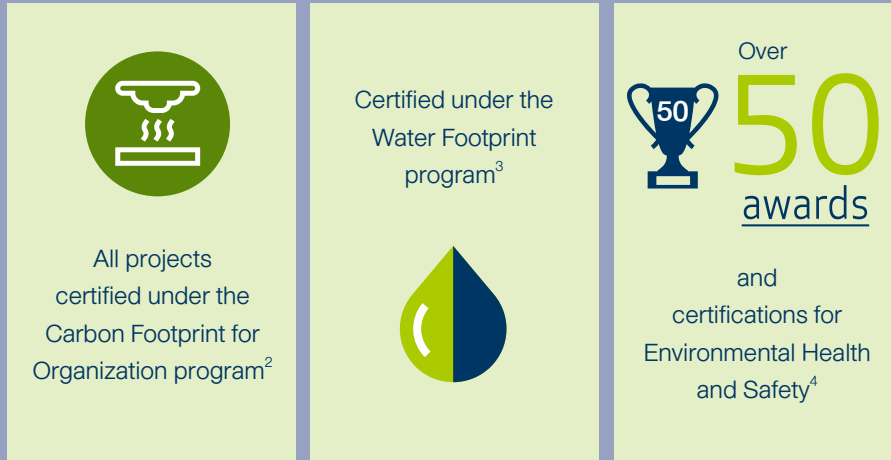 All projects
certified under the
Carbon Footprint for
Organization program²
Certified under the
Water Footprint
program³
Over
50
50
awards
and
certifications for
Environmental Health
and Safety⁴